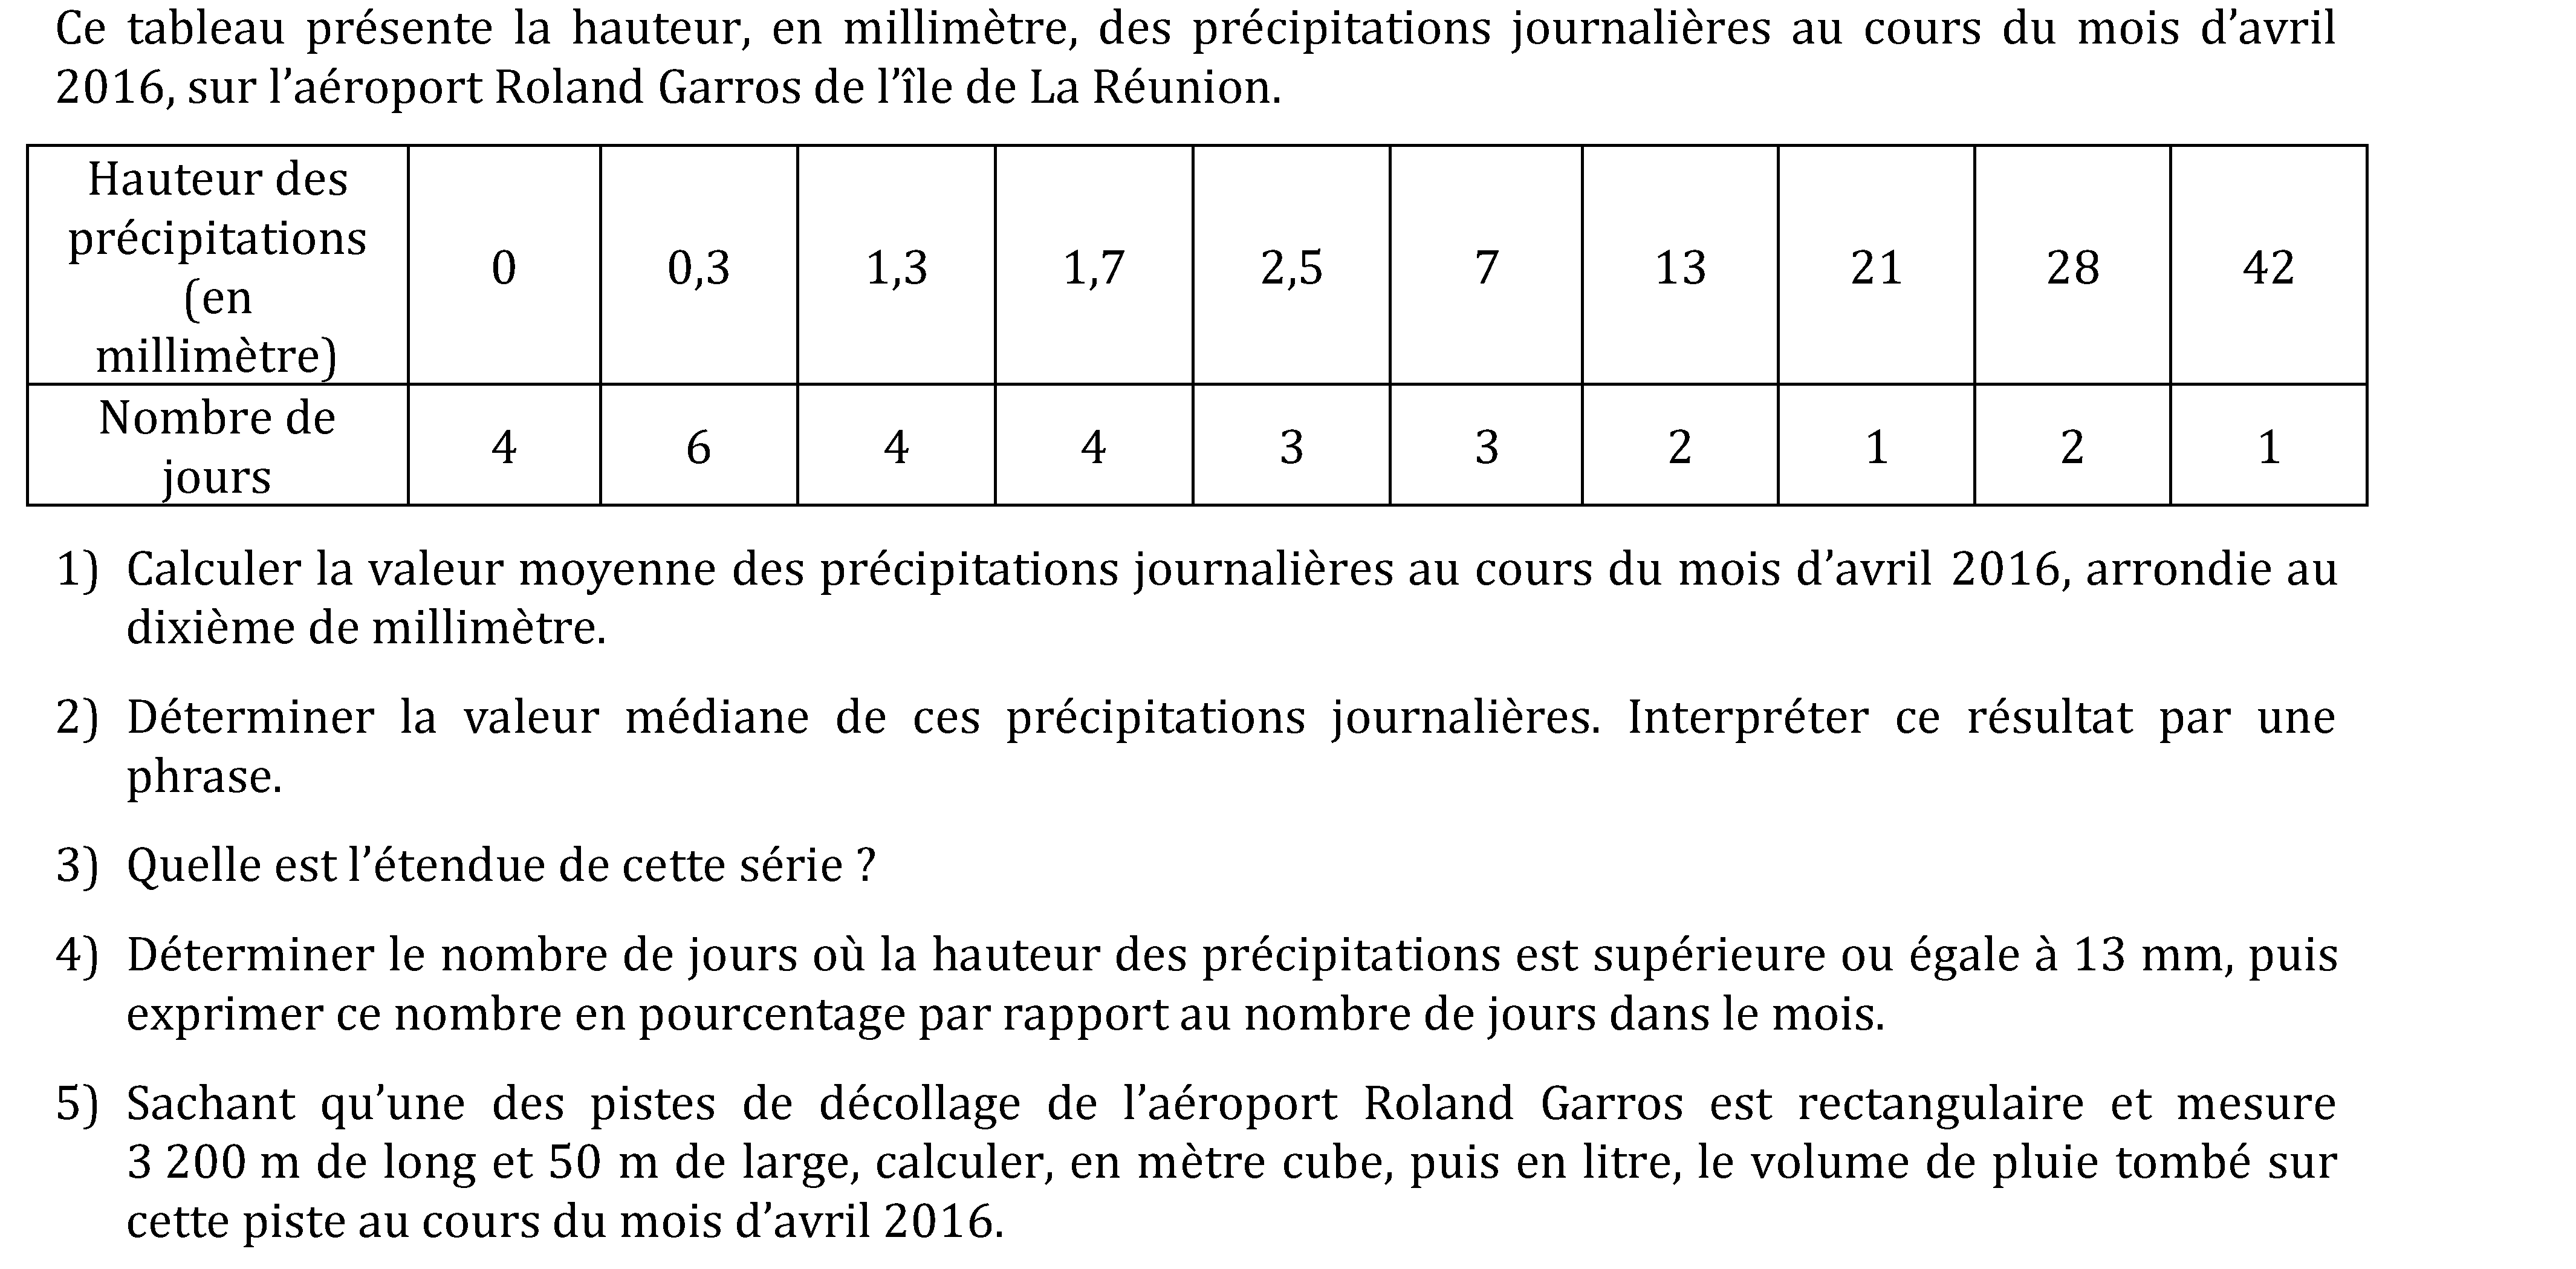 Ce tableau présente la hauteur, en millimètre, des précipitations journalières au cours du mois d’avril
2016, sur l’aéroport Roland Garros de l’île de La Réunion.
Hauteur des
précipitations
(en
millimètre)
0 0,3 1,3 1,7 2,5 7 13 21 28 42
Nombre de
jours
4 6 4 4 3 3 2 1 2 1
1) Calculer la valeur moyenne des précipitations journalières au cours du mois d’avril 2016, arrondie au
dixième de millimètre.
2) Déterminer la valeur médiane de ces précipitations journalières. Interpréter ce résultat par une
phrase.
3) Quelle est l’étendue de cette série ?
4) Déterminer le nombre de jours où la hauteur des précipitations est supérieure ou égale à 13 mm, puis
exprimer ce nombre en pourcentage par rapport au nombre de jours dans le mois.
5) Sachant qu’une des pistes de décollage de l’aéroport Roland Garros est rectangulaire et mesure
3 200 m de long et 50 m de large, calculer, en mètre cube, puis en litre, le volume de pluie tombé sur
cette piste au cours du mois d’avril 2016.